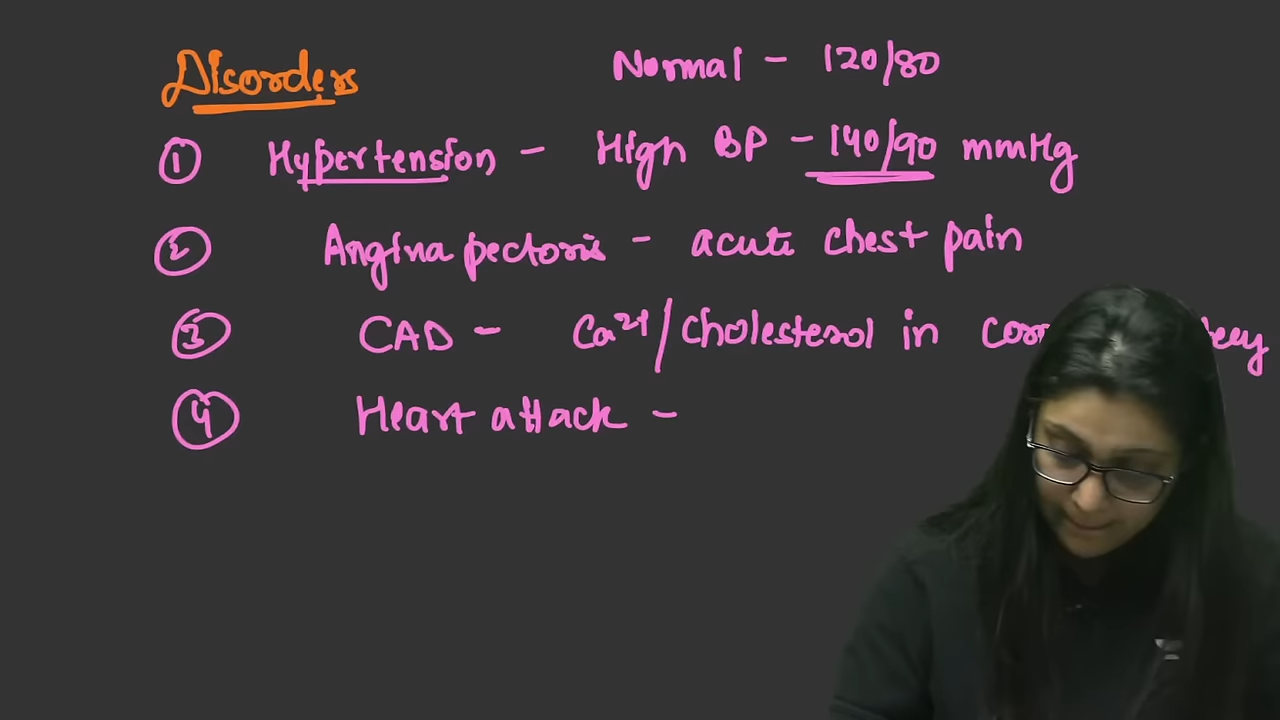 Disorders
Normal - 120/80
① Hypertension - High BP - 140/90 mmHg
② Angina pectoris - acute chest pain
③ CAD - Ca²⁺/cholesterol in
④ Heart attack -